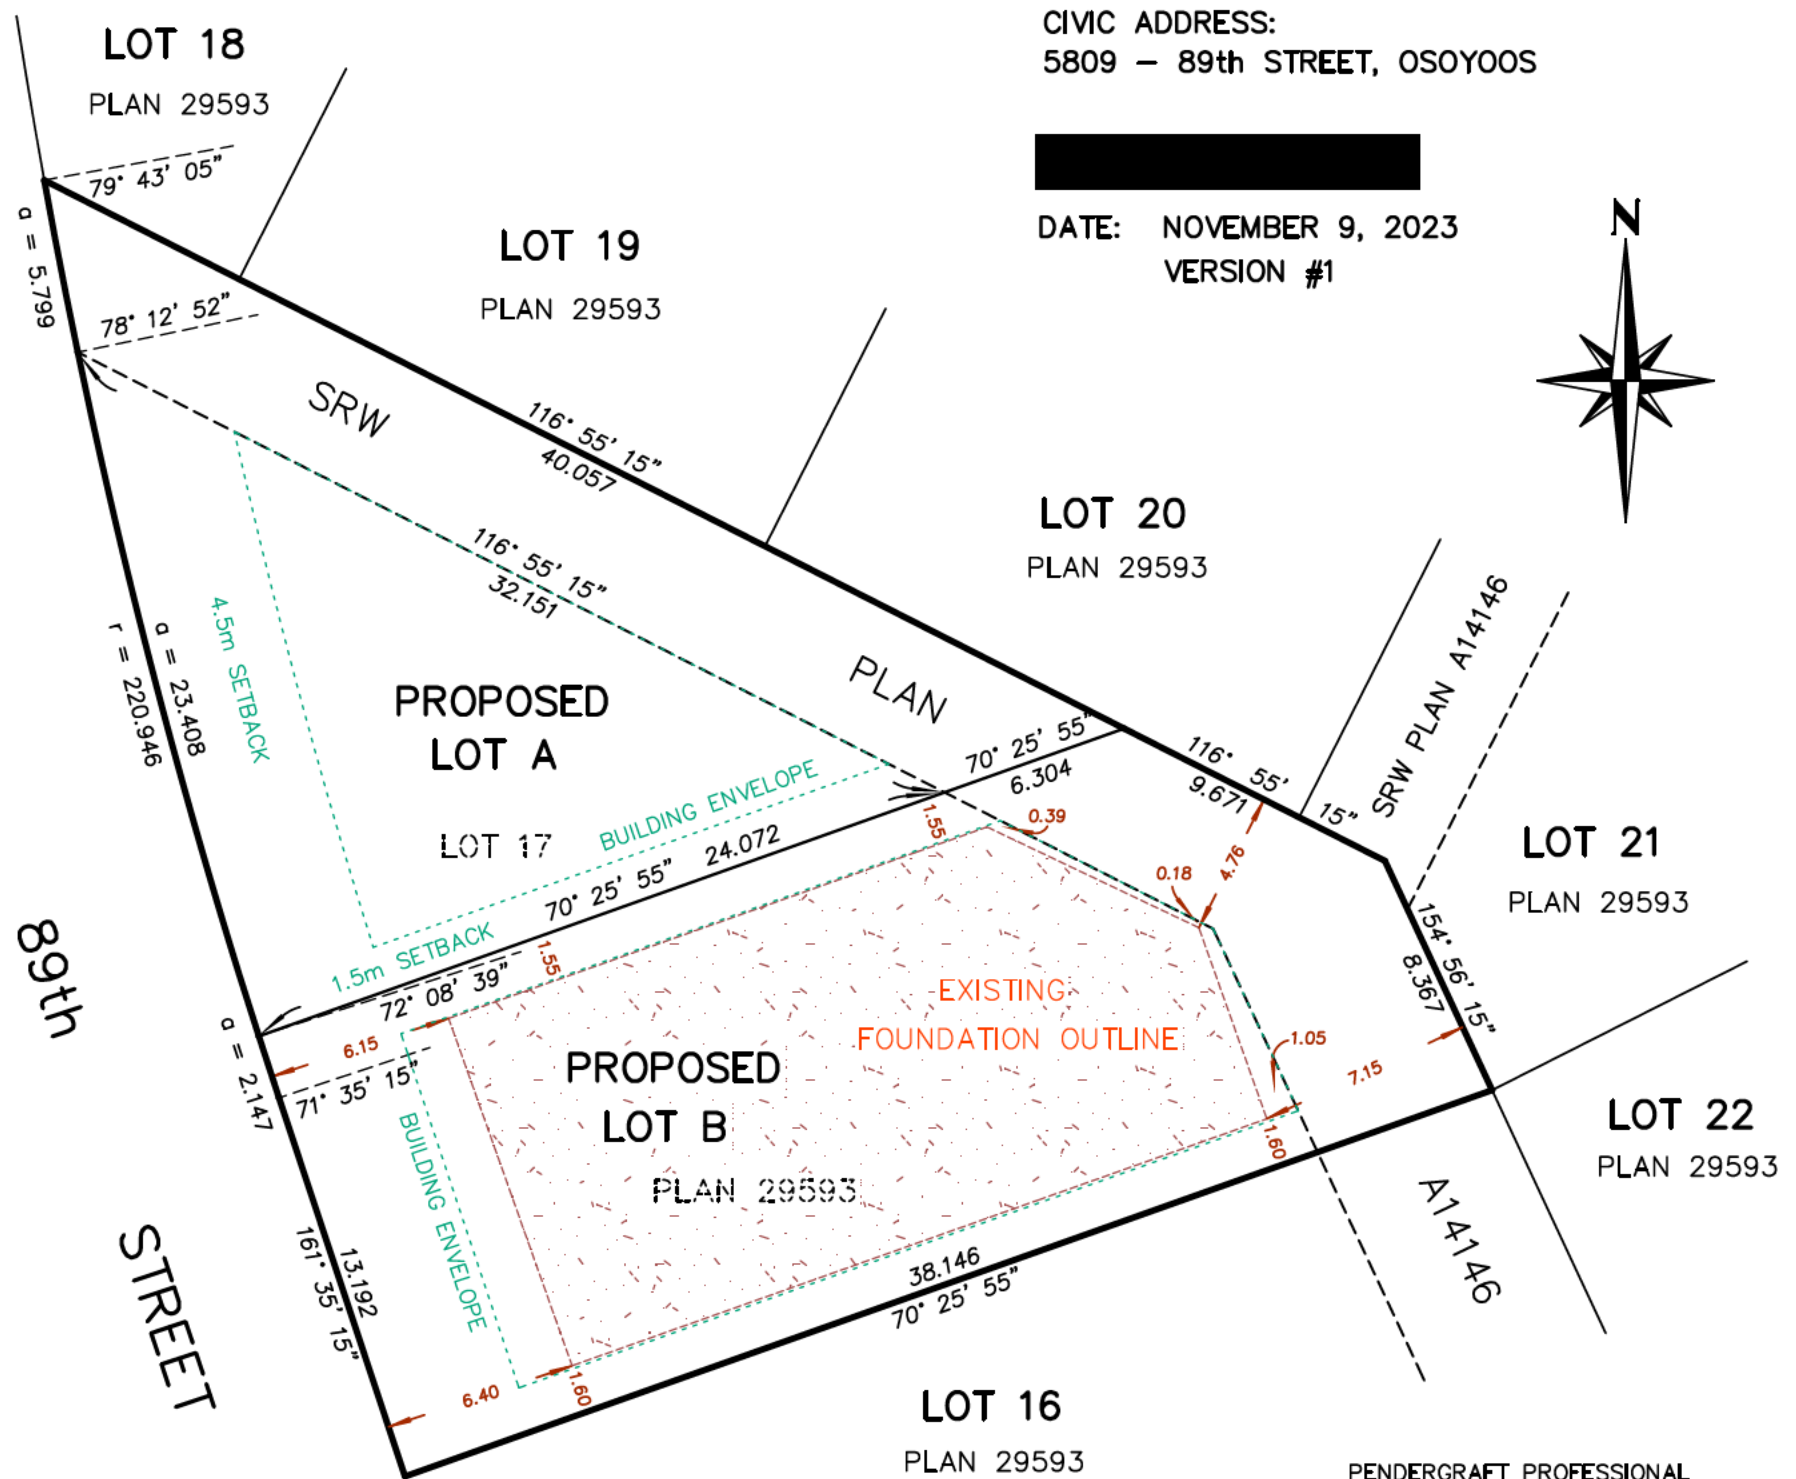 CIVIC ADDRESS:
5809 – 89th STREET, OSOYOOS
DATE: NOVEMBER 9, 2023
VERSION #1
N
LOT 18
PLAN 29593
79° 43' 05"
a = 5.799
78° 12' 52"
LOT 19
PLAN 29593
SRW
116° 55' 15"
40.057
116° 55' 15"
32.151
LOT 20
PLAN 29593
SRW PLAN A14146
4.5m SETBACK
a = 23.408
r = 220.946
PROPOSED
LOT A
PLAN
LOT 17
BUILDING ENVELOPE
70° 25' 55"
6.304
116° 55' 15"
9.671
70° 25' 55" 24.072
1.55
0.39
0.18
4.76
LOT 21
PLAN 29593
154° 56' 15"
8.367
1.5m SETBACK
1.55
72° 08' 39"
89th
STREET
a = 2.147
6.15
71° 35' 15"
EXISTING
FOUNDATION OUTLINE
1.05
7.15
PROPOSED
LOT B
PLAN 29593
BUILDING ENVELOPE
1.60
LOT 22
PLAN 29593
A14146
13.192
161° 35' 15"
38.146
70° 25' 55"
6.40
1.60
LOT 16
PLAN 29593
PENDERGRAFT PROFESSIONAL